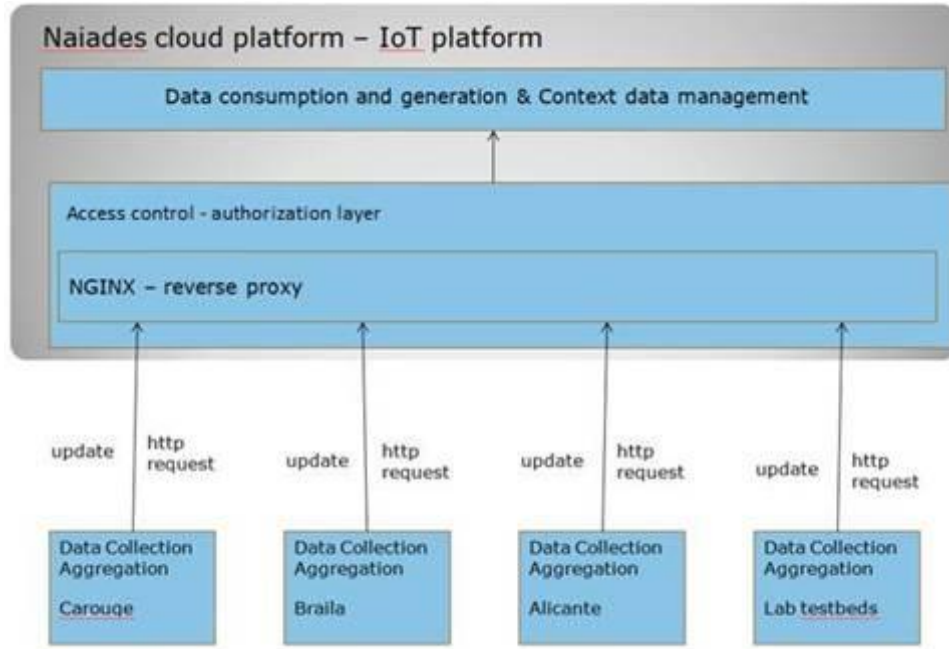 Naiades cloud platform – IoT platform
Data consumption and generation & Context data management
Access control - authorization layer
NGINX – reverse proxy
update
http
request
update
http
request
update
http
request
update
http
request
Data Collection
Aggregation
Carouqe
Data Collection
Aggregation
Braila
Data Collection
Aggregation
Alicante
Data Collection
Aggregation
Lab testbeds